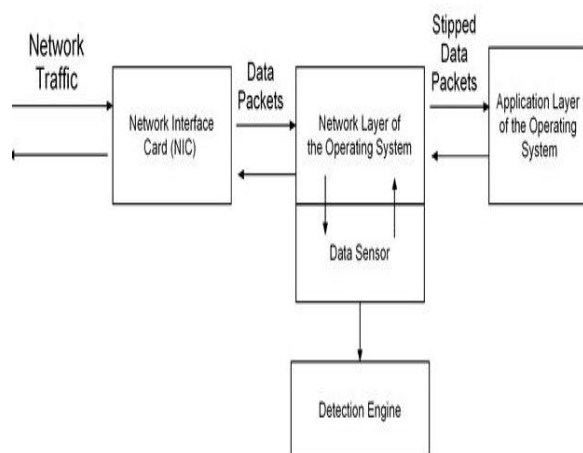 Network
Traffic
Network Interface
Card (NIC)
Data
Packets
Network Layer of
the Operating System
Stipped
Data
Packets
Application Layer
of the Operating
System
Data Sensor
Detection Engine